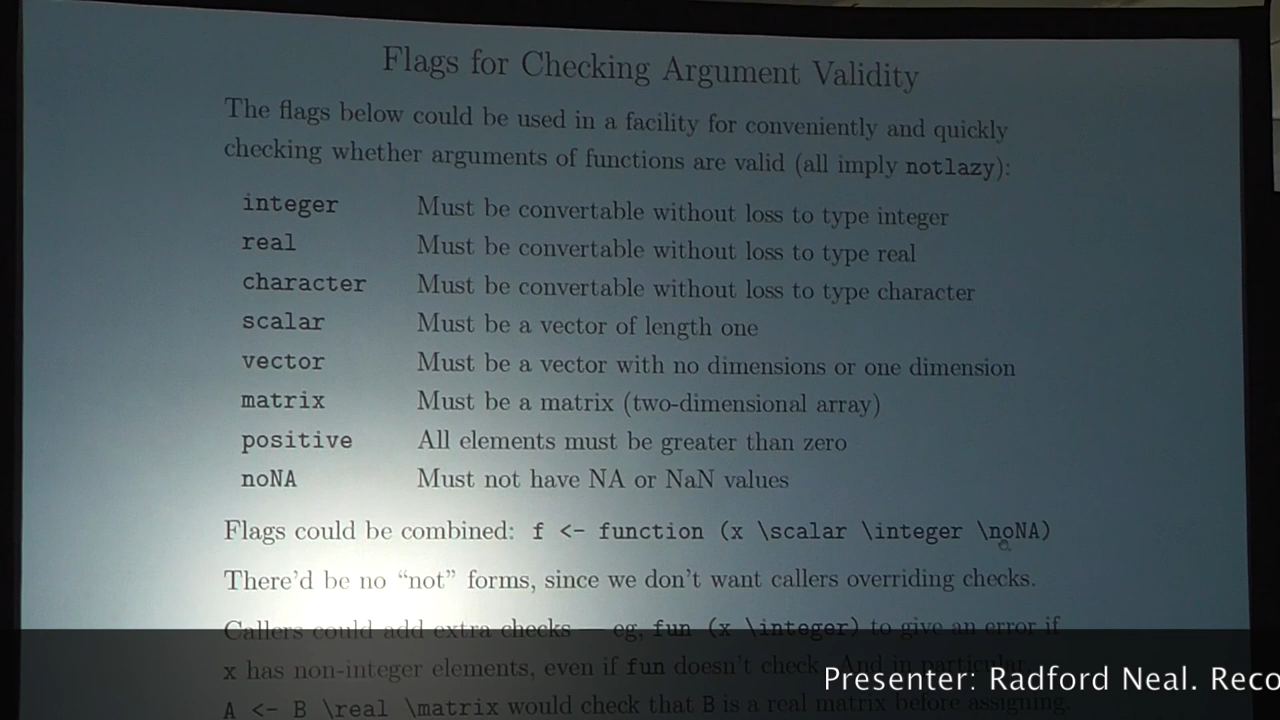 Flags for Checking Argument Validity
The flags below could be used in a facility for conveniently and quickly
checking whether arguments of functions are valid (all imply notlazy):
integer Must be convertable without loss to type integer
real Must be convertable without loss to type real
character Must be convertable without loss to type character
scalar Must be a vector of length one
vector Must be a vector with no dimensions or one dimension
matrix Must be a matrix (two-dimensional array)
positive All elements must be greater than zero
noNA Must not have NA or NaN values
Flags could be combined: f <- function (x \scalar \integer \noNA)
There'd be no “not” forms, since we don't want callers overriding checks.
Callers could add extra checks — eg, fun (x \integer) to give an error if
x has non-integer elements, even if fun doesn't check. And in particular,
A <- B \real \matrix would check that B is a real matrix before assigning.
Presenter: Radford Neal. Reco